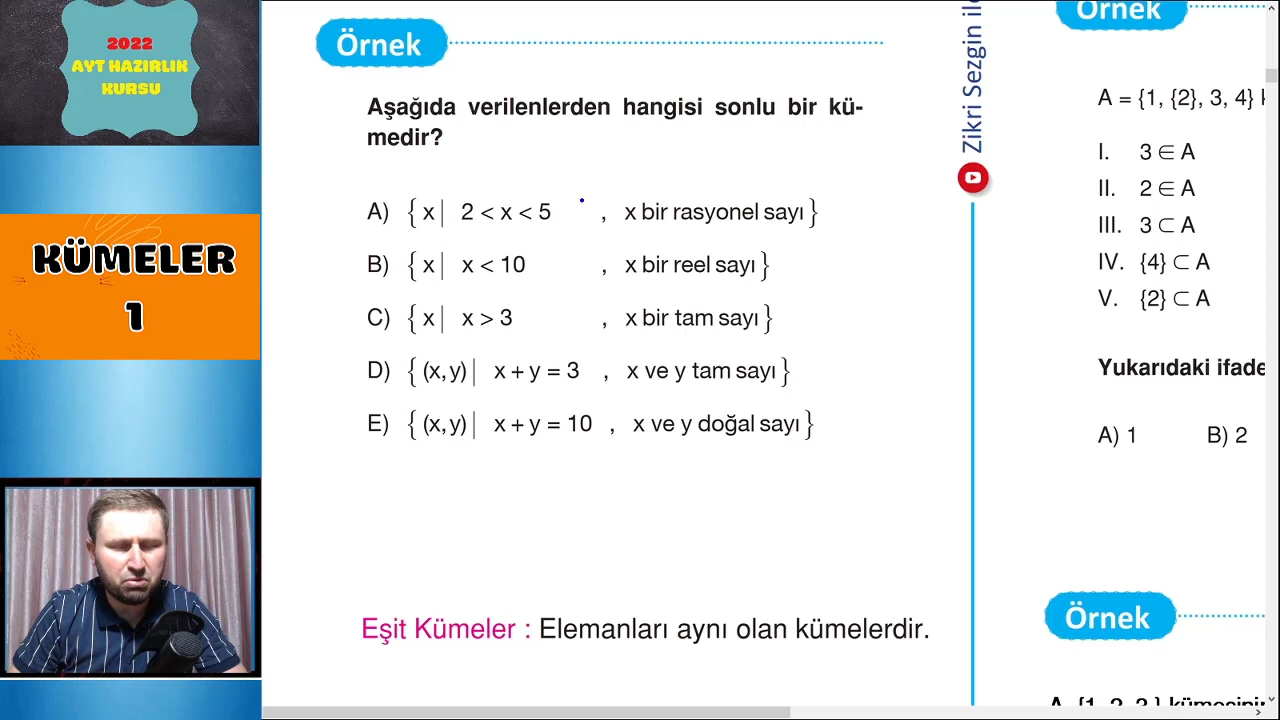 2022
AYT HAZIRLIK
KURSU
KÜMELER
1
Örnek
Aşağıda verilenlerden hangisi sonlu bir kü-
medir?
A) { x | 2 < x < 5 , x bir rasyonel sayı }
B) { x | x < 10 , x bir reel sayı }
C) { x | x > 3 , x bir tam sayı }
D) { (x, y) | x + y = 3 , x ve y tam sayı }
E) { (x, y) | x + y = 10 , x ve y doğal sayı }
Eşit Kümeler : Elemanları aynı olan kümelerdir.
Zikri Sezgin ile
Örnek
A = {1, {2}, 3, 4}
I. 3 ∈ A
II. 2 ∈ A
III. 3 ⊂ A
IV. {4} ⊂ A
V. {2} ⊂ A
Yukarıdaki ifade
A) 1 B) 2
Örnek